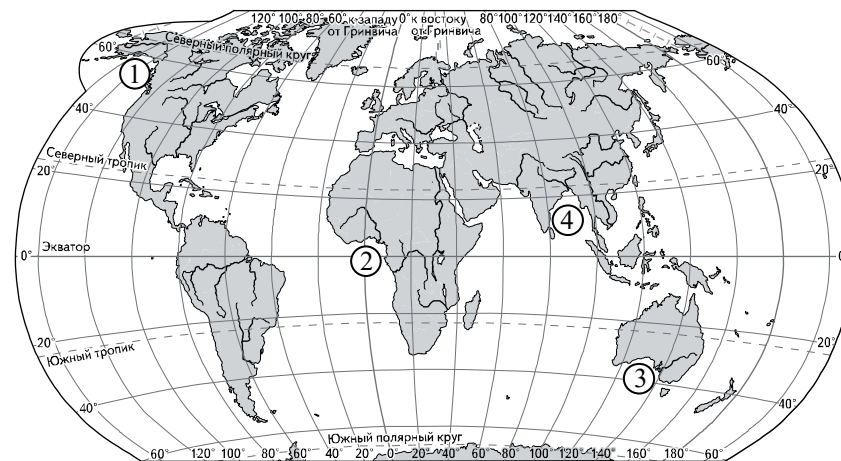 120° 100° 80° 60° к западу 0° к востоку 80° 100° 120° 140° 160° 180°
от Гринвича от Гринвича
Северный полярный круг
60° 60°
1
40° 40°
Северный тропик
20° 20°
4
Экватор
0° 0°
2
20° 20°
Южный тропик
3
40° 40°
Южный полярный круг
60° 120° 100° 80° 60° 40° 20° 0° 20° 40° 60° 80° 100° 120° 140° 160° 180° 60°